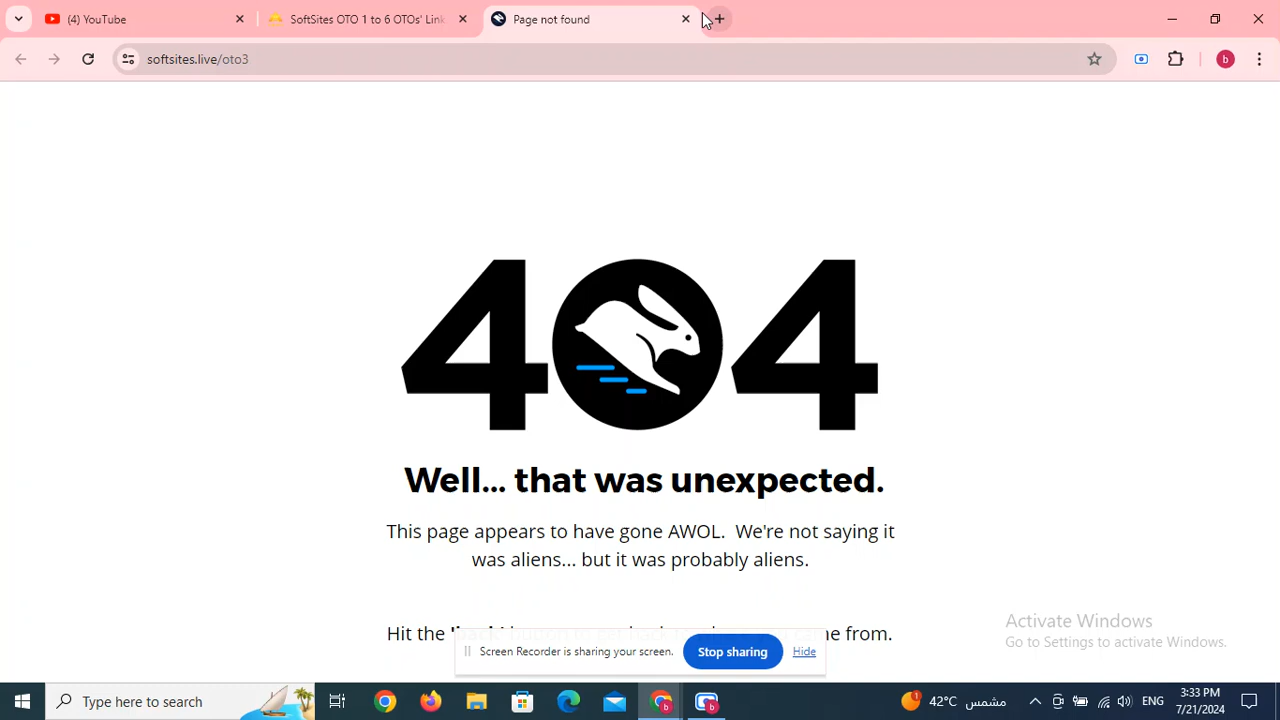 (4) YouTube
SoftSites OTO 1 to 6 OTOs' Link
Page not found
softsites.live/oto3
b
404
Well... that was unexpected.
This page appears to have gone AWOL. We're not saying it
was aliens... but it was probably aliens.
Hit the 'back' came from.
Screen Recorder is sharing your screen.
Stop sharing
Hide
Activate Windows
Go to Settings to activate Windows.
Type here to search
1
42°C مشمس
ENG
3:33 PM
7/21/2024